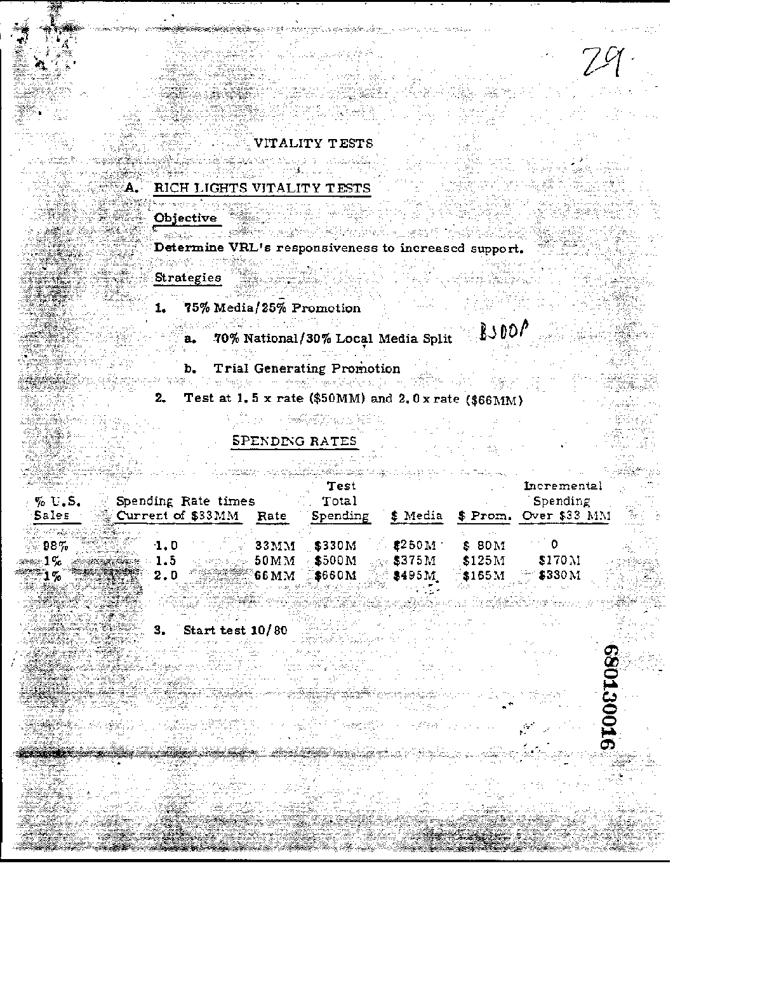 29.
VITALITY TESTS
A. RICH LIGHTS VITALITY TESTS
Objective
Determine VRL's responsiveness to increased support.
Strategies
1. 75% Media/25% Promotion
a. 70% National/30% Local Media Split
b. Trial Generating Promotion
2. Test at 1.5 x rate ($50MM) and 2.0 x rate ($66MM)
SPENDING RATES
% U.S. Sales Spending Rate times Current of $33MM Rate Test Total Spending $ Media $ Prom. Incremental Spending Over $33 MM
98% 1.0 33MM $330M $250M $ 80M 0
1% 1.5 50MM $500M $375M $125M $170M
1% 2.0 66MM $660M $495M $165M $330M
3. Start test 10/80
680130016